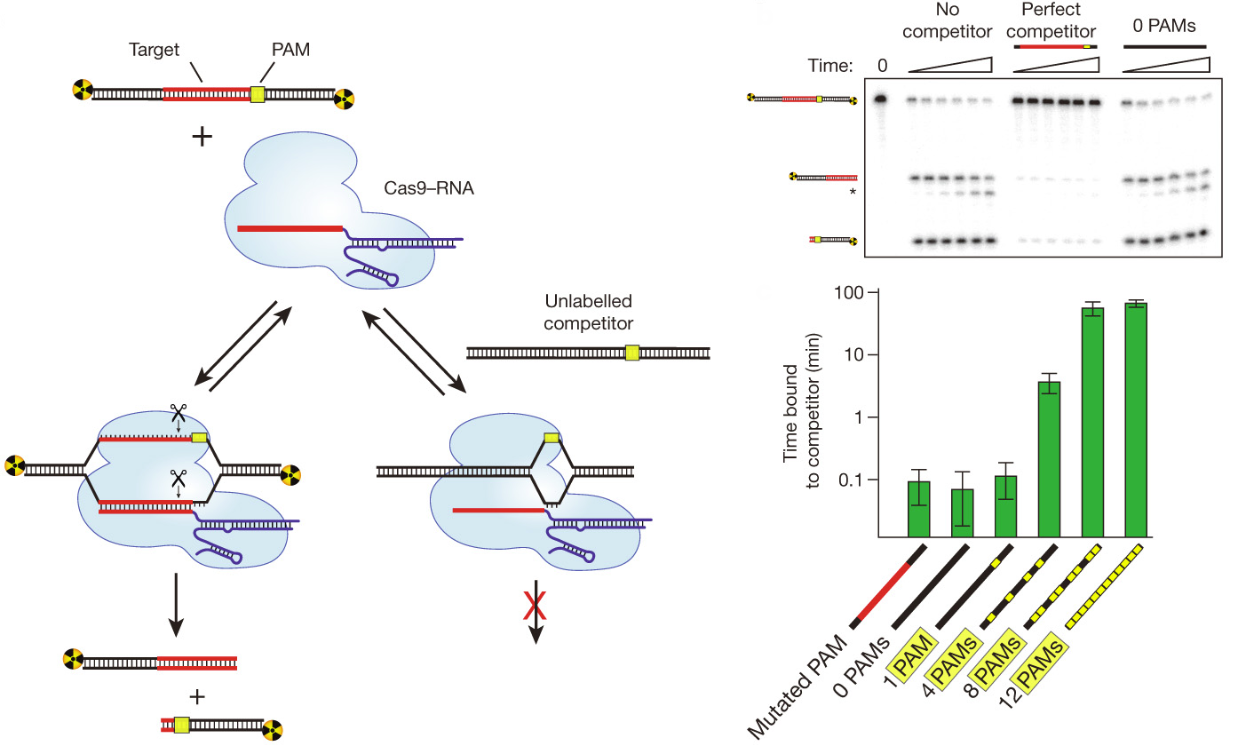 Target
PAM
+
Cas9–RNA
Unlabelled
competitor
X
+
No
competitor
Perfect
competitor
0 PAMs
Time:
0
*
Time bound
to competitor (min)
100
10
1
0.1
Mutated PAM
0 PAMs
1 PAM
4 PAMs
8 PAMs
12 PAMs